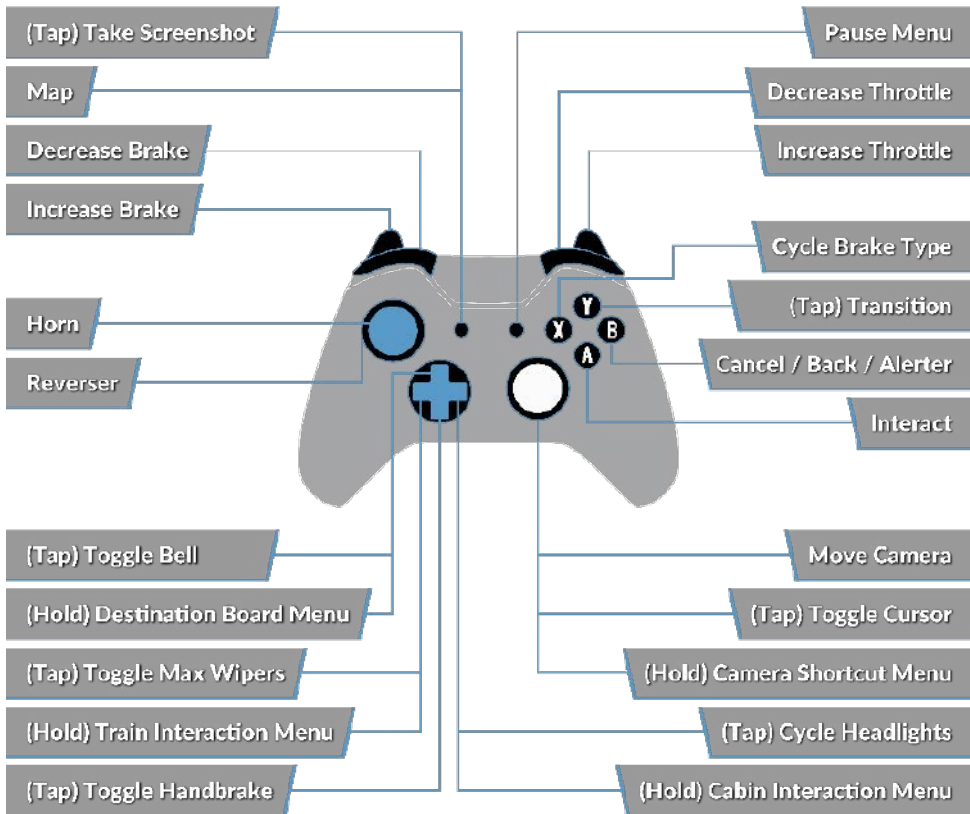 (Tap) Take Screenshot
Map
Decrease Brake
Increase Brake
Horn
Reverser
(Tap) Toggle Bell
(Hold) Destination Board Menu
(Tap) Toggle Max Wipers
(Hold) Train Interaction Menu
(Tap) Toggle Handbrake
Pause Menu
Decrease Throttle
Increase Throttle
Cycle Brake Type
(Tap) Transition
Cancel / Back / Alerter
Interact
Move Camera
(Tap) Toggle Cursor
(Hold) Camera Shortcut Menu
(Tap) Cycle Headlights
(Hold) Cabin Interaction Menu
Y
X B
A